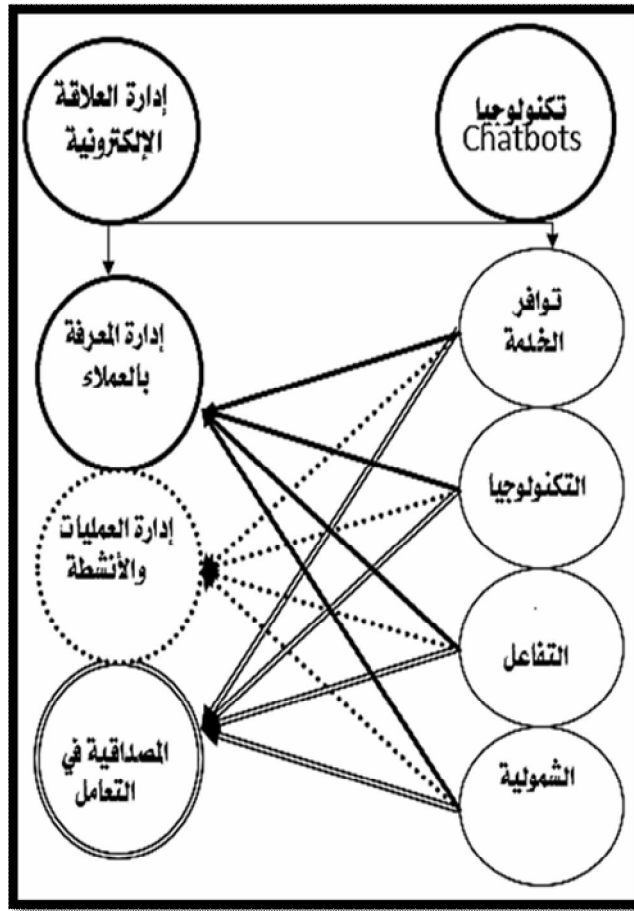 تكنولوجيا
Chatbots
إدارة العلاقة
الإلكترونية
توافر
الخدمة
إدارة المعرفة
بالعملاء
التكنولوجيا
إدارة العمليات
والأنشطة
التفاعل
المصداقية في
التعامل
الشمولية